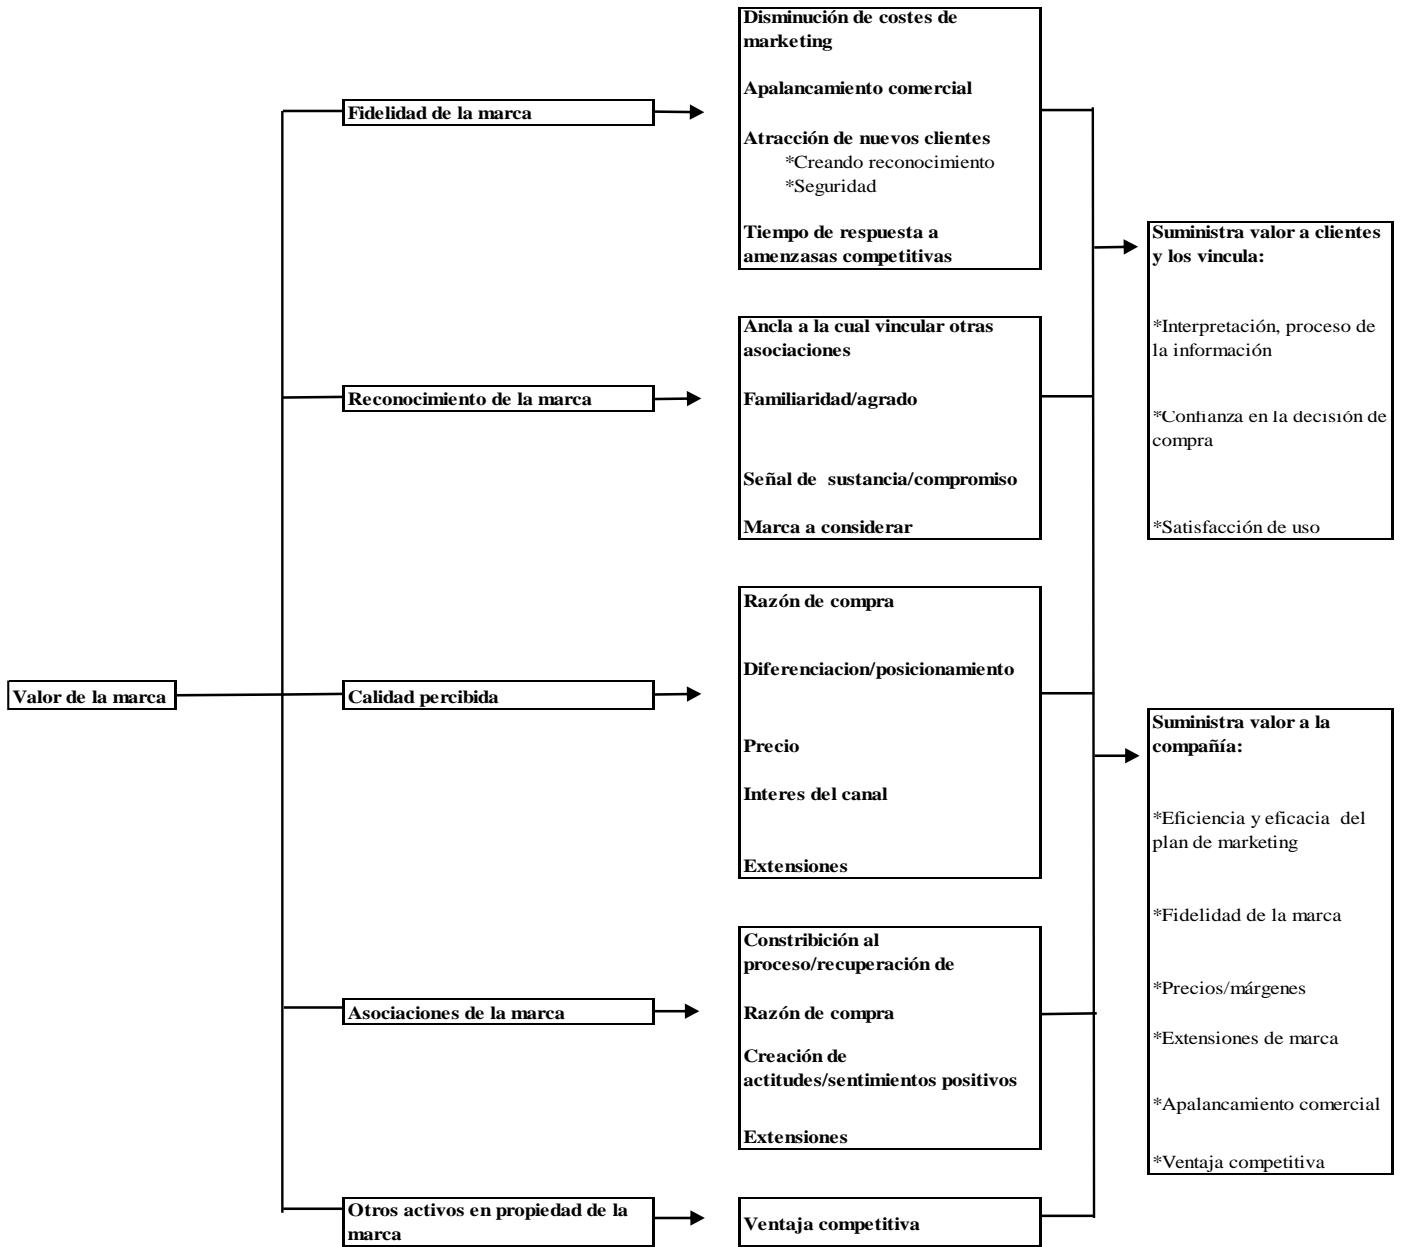 Disminución de costes de
marketing
Apalancamiento comercial
Fidelidad de la marca
Atracción de nuevos clientes
*Creando reconocimiento
*Seguridad
Tiempo de respuesta a
amenzasas competitivas
Suministra valor a clientes
y los vincula:
*Interpretación, proceso de
la información
*Confianza en la decisión de
compra
*Satisfacción de uso
Ancla a la cual vincular otras
asociaciones
Reconocimiento de la marca
Familiaridad/agrado
Señal de sustancia/compromiso
Marca a considerar
Razón de compra
Diferenciacion/posicionamiento
Valor de la marca
Calidad percibida
Precio
Interes del canal
Extensiones
Suministra valor a la
compañía:
*Eficiencia y eficacia del
plan de marketing
*Fidelidad de la marca
*Precios/márgenes
*Extensiones de marca
*Apalancamiento comercial
*Ventaja competitiva
Constribición al
proceso/recuperación de
Asociaciones de la marca
Razón de compra
Creación de
actitudes/sentimientos positivos
Extensiones
Otros activos en propiedad de la
marca
Ventaja competitiva